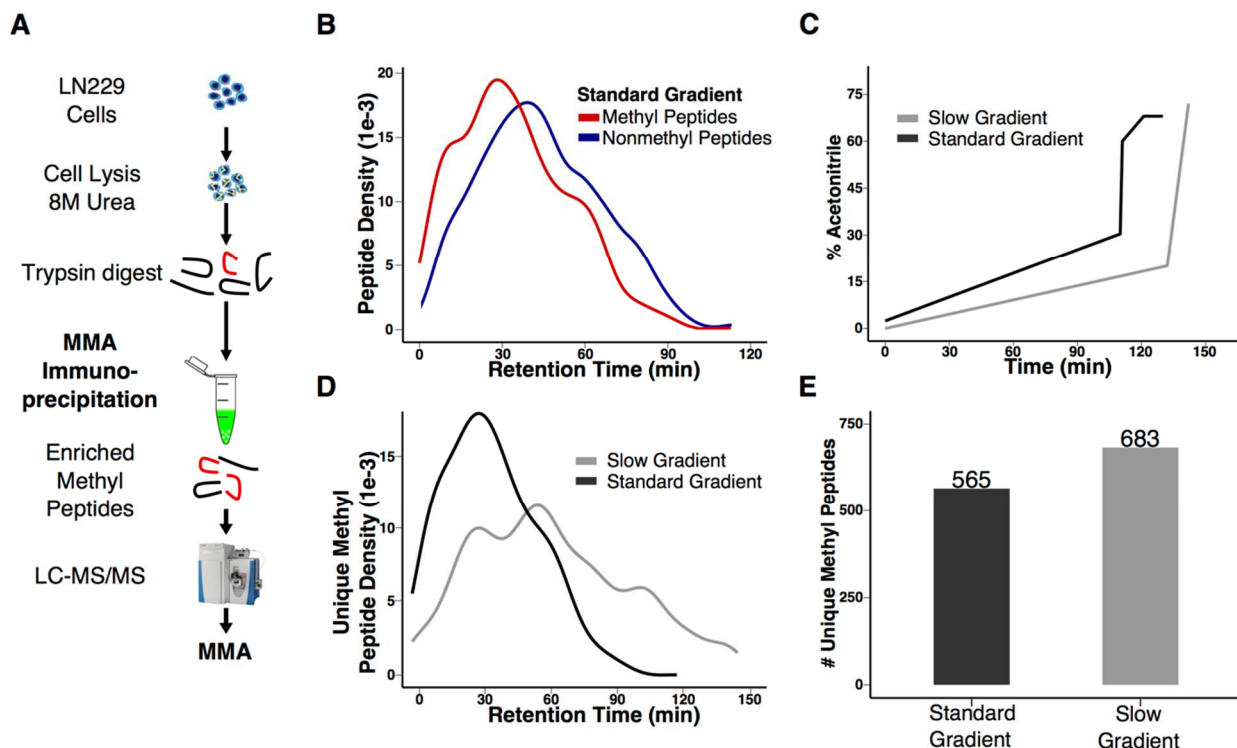 A
LN229
Cells
Cell Lysis
8M Urea
Trypsin digest
MMA
Immuno-
precipitation
Enriched
Methyl
Peptides
LC-MS/MS
MMA
B
Peptide Density (1e-3)
20
15
10
5
0
Standard Gradient
Methyl Peptides
Nonmethyl Peptides
0 30 60 90 120
Retention Time (min)
C
% Acetonitrile
75
60
45
30
15
0
Slow Gradient
Standard Gradient
0 30 60 90 120 150
Time (min)
D
Unique Methyl
Peptide Density (1e-3)
15
10
5
0
Slow Gradient
Standard Gradient
0 30 60 90 120 150
Retention Time (min)
E
# Unique Methyl Peptides
750
500
250
0
565
683
Standard
Gradient
Slow
Gradient